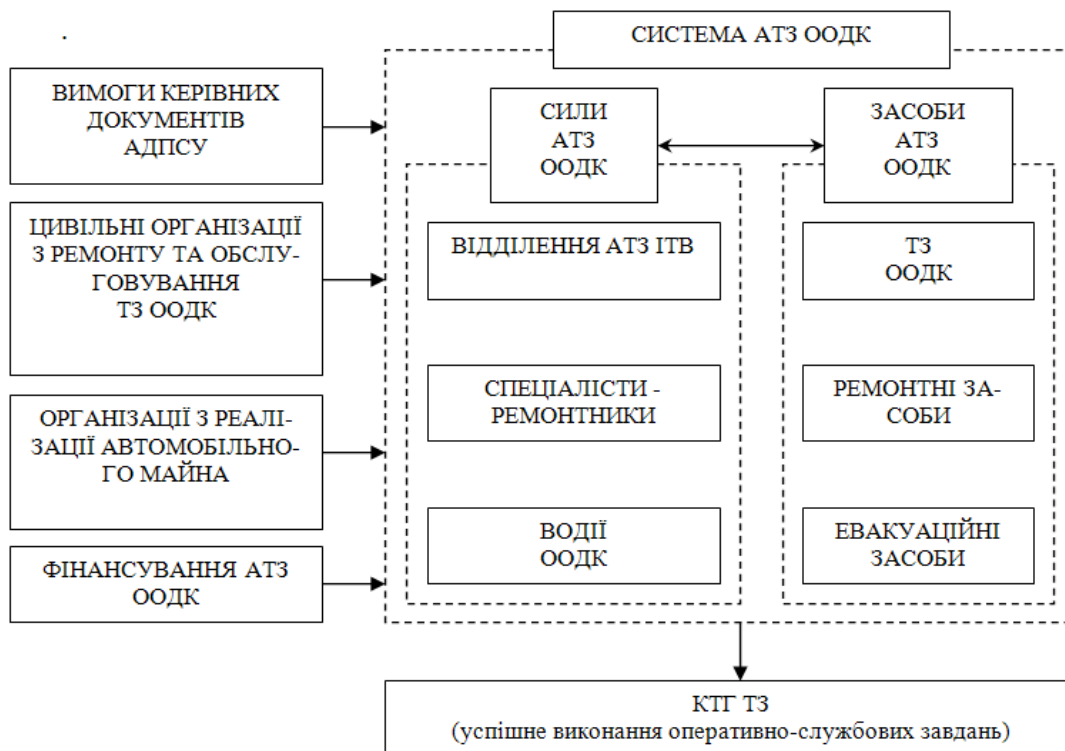 .
СИСТЕМА АТЗ ООДК
ВИМОГИ КЕРІВНИХ
ДОКУМЕНТІВ
АДПСУ
ЦИВІЛЬНІ ОРГАНІЗАЦІЇ
З РЕМОНТУ ТА ОБСЛУ-
ГОВУВАННЯ
ТЗ ООДК
ОРГАНІЗАЦІЇ З РЕАЛІ-
ЗАЦІЇ АВТОМОБІЛЬНО-
ГО МАЙНА
ФІНАНСУВАННЯ АТЗ
ООДК
СИЛИ
АТЗ
ООДК
ВІДДІЛЕННЯ АТЗ ІТВ
СПЕЦІАЛІСТИ -
РЕМОНТНИКИ
ВОДІЇ
ООДК
ЗАСОБИ
АТЗ
ООДК
ТЗ
ООДК
РЕМОНТНІ ЗА-
СОБИ
ЕВАКУАЦІЙНІ
ЗАСОБИ
КТГ ТЗ
(успішне виконання оперативно-службових завдань)